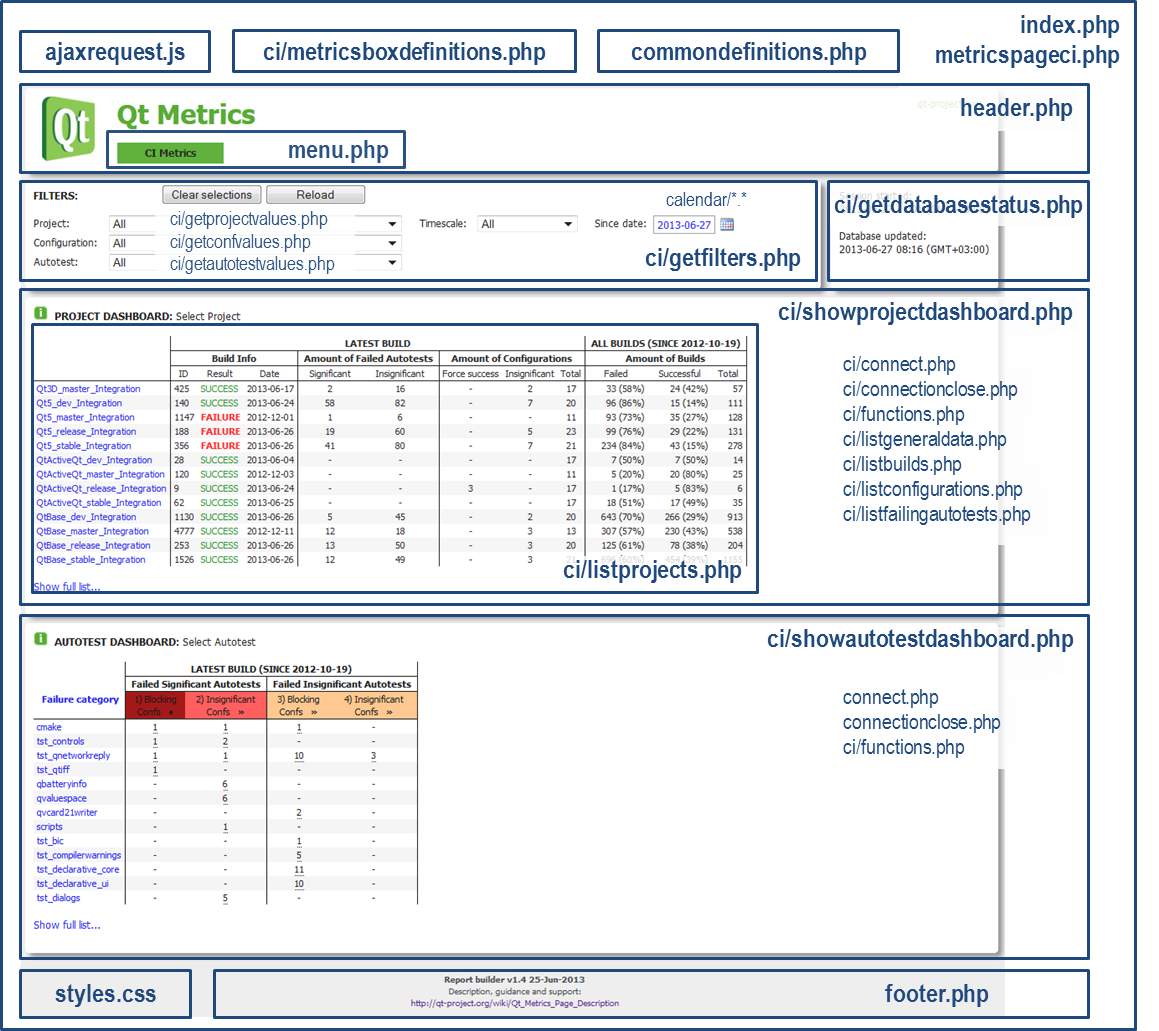 index.php
metricspageci.php
ajaxrequest.js
ci/metricsboxdefinitions.php
commondefinitions.php
Qt
Qt Metrics
header.php
CI Metrics
menu.php
FILTERS:
Clear selections
Reload
calendar/*.*
ci/getdatabasestatus.php
Project: All ci/getprojectvalues.php
Timescale: All
Since date: 2013-06-27
Configuration: All ci/getconfvalues.php
Autotest: All ci/getautotestvalues.php
ci/getfilters.php
Database updated:
2013-06-27 08:16 (GMT+03:00)
i PROJECT DASHBOARD: Select Project
ci/showprojectdashboard.php
LATEST BUILD ALL BUILDS (SINCE 2012-10-19)
Build Info Amount of Failed Autotests Amount of Configurations Amount of Builds
ID Result Date Significant Insignificant Force success Insignificant Total Failed Successful Total
Qt3D_master_Integration 425 SUCCESS 2013-06-17 2 16 - 2 17 33 (58%) 24 (42%) 57
Qt5_dev_Integration 140 SUCCESS 2013-06-24 58 82 - 7 20 96 (86%) 15 (14%) 111
Qt5_master_Integration 1147 FAILURE 2012-12-01 1 6 - - 11 93 (73%) 35 (27%) 128
Qt5_release_Integration 188 FAILURE 2013-06-26 19 60 - 5 23 99 (76%) 29 (22%) 131
Qt5_stable_Integration 356 FAILURE 2013-06-26 41 80 - 7 21 234 (84%) 43 (15%) 278
QtActiveQt_dev_Integration 28 SUCCESS 2013-06-04 - - - - 17 7 (50%) 7 (50%) 14
QtActiveQt_master_Integration 120 SUCCESS 2012-12-03 - - - - 11 5 (20%) 20 (80%) 25
QtActiveQt_release_Integration 9 SUCCESS 2013-06-24 - - 3 - 17 1 (17%) 5 (83%) 6
QtActiveQt_stable_Integration 62 SUCCESS 2013-06-25 - - - - 17 18 (51%) 17 (49%) 35
QtBase_dev_Integration 1130 SUCCESS 2013-06-26 5 45 - 2 20 643 (70%) 266 (29%) 913
QtBase_master_Integration 4777 SUCCESS 2012-12-11 12 18 - 3 13 307 (57%) 230 (43%) 538
QtBase_release_Integration 253 SUCCESS 2013-06-26 13 50 - 3 20 125 (61%) 78 (38%) 204
QtBase_stable_Integration 1526 SUCCESS 2013-06-26 12 49 - 3
ci/listprojects.php
Show full list...
ci/connect.php
ci/connectionclose.php
ci/functions.php
ci/listgeneraldata.php
ci/listbuilds.php
ci/listconfigurations.php
ci/listfailingautotests.php
i AUTOTEST DASHBOARD: Select Autotest
ci/showautotestdashboard.php
LATEST BUILD (SINCE 2012-10-19)
Failed Significant Autotests Failed Insignificant Autotests
Failure category 1) Blocking 2) Insignificant 3) Blocking 4) Insignificant
Confs Confs » Confs » Confs »
cmake 1 1 1 -
tst_controls 1 2 - -
tst_qnetworkreply 1 1 10 3
tst_qtiff 1 - - -
qbatteryinfo - 6 - -
qvaluespace - 6 - -
qvcard21writer - - 2 -
scripts - 1 - -
tst_bic - - 1 -
tst_compilerwarnings - - 5 -
tst_declarative_core - - 11 -
tst_declarative_ui - - 10 -
tst_dialogs - 5 - -
Show full list...
connect.php
connectionclose.php
ci/functions.php
styles.css
Report builder v1.4 25-Jun-2013
Description, guidance and support:
http://qt-project.org/wiki/Qt_Metrics_Page_Description
footer.php